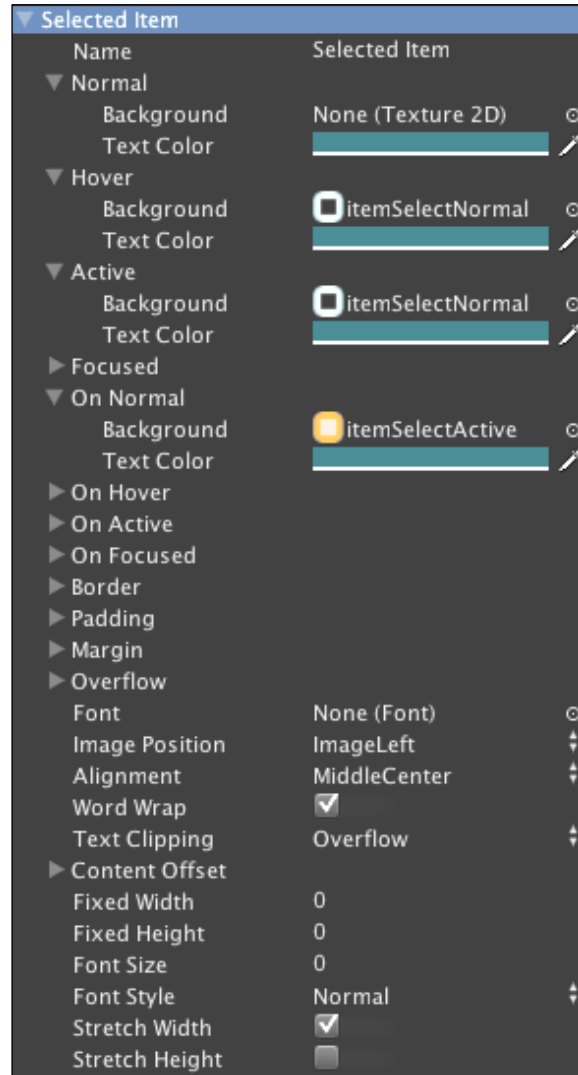 Selected Item
Name Selected Item
Normal
Background None (Texture 2D)
Text Color
Hover
Background itemSelectNormal
Text Color
Active
Background itemSelectNormal
Text Color
Focused
On Normal
Background itemSelectActive
Text Color
On Hover
On Active
On Focused
Border
Padding
Margin
Overflow
Font None (Font)
Image Position ImageLeft
Alignment MiddleCenter
Word Wrap
Text Clipping Overflow
Content Offset
Fixed Width 0
Fixed Height 0
Font Size 0
Font Style Normal
Stretch Width
Stretch Height